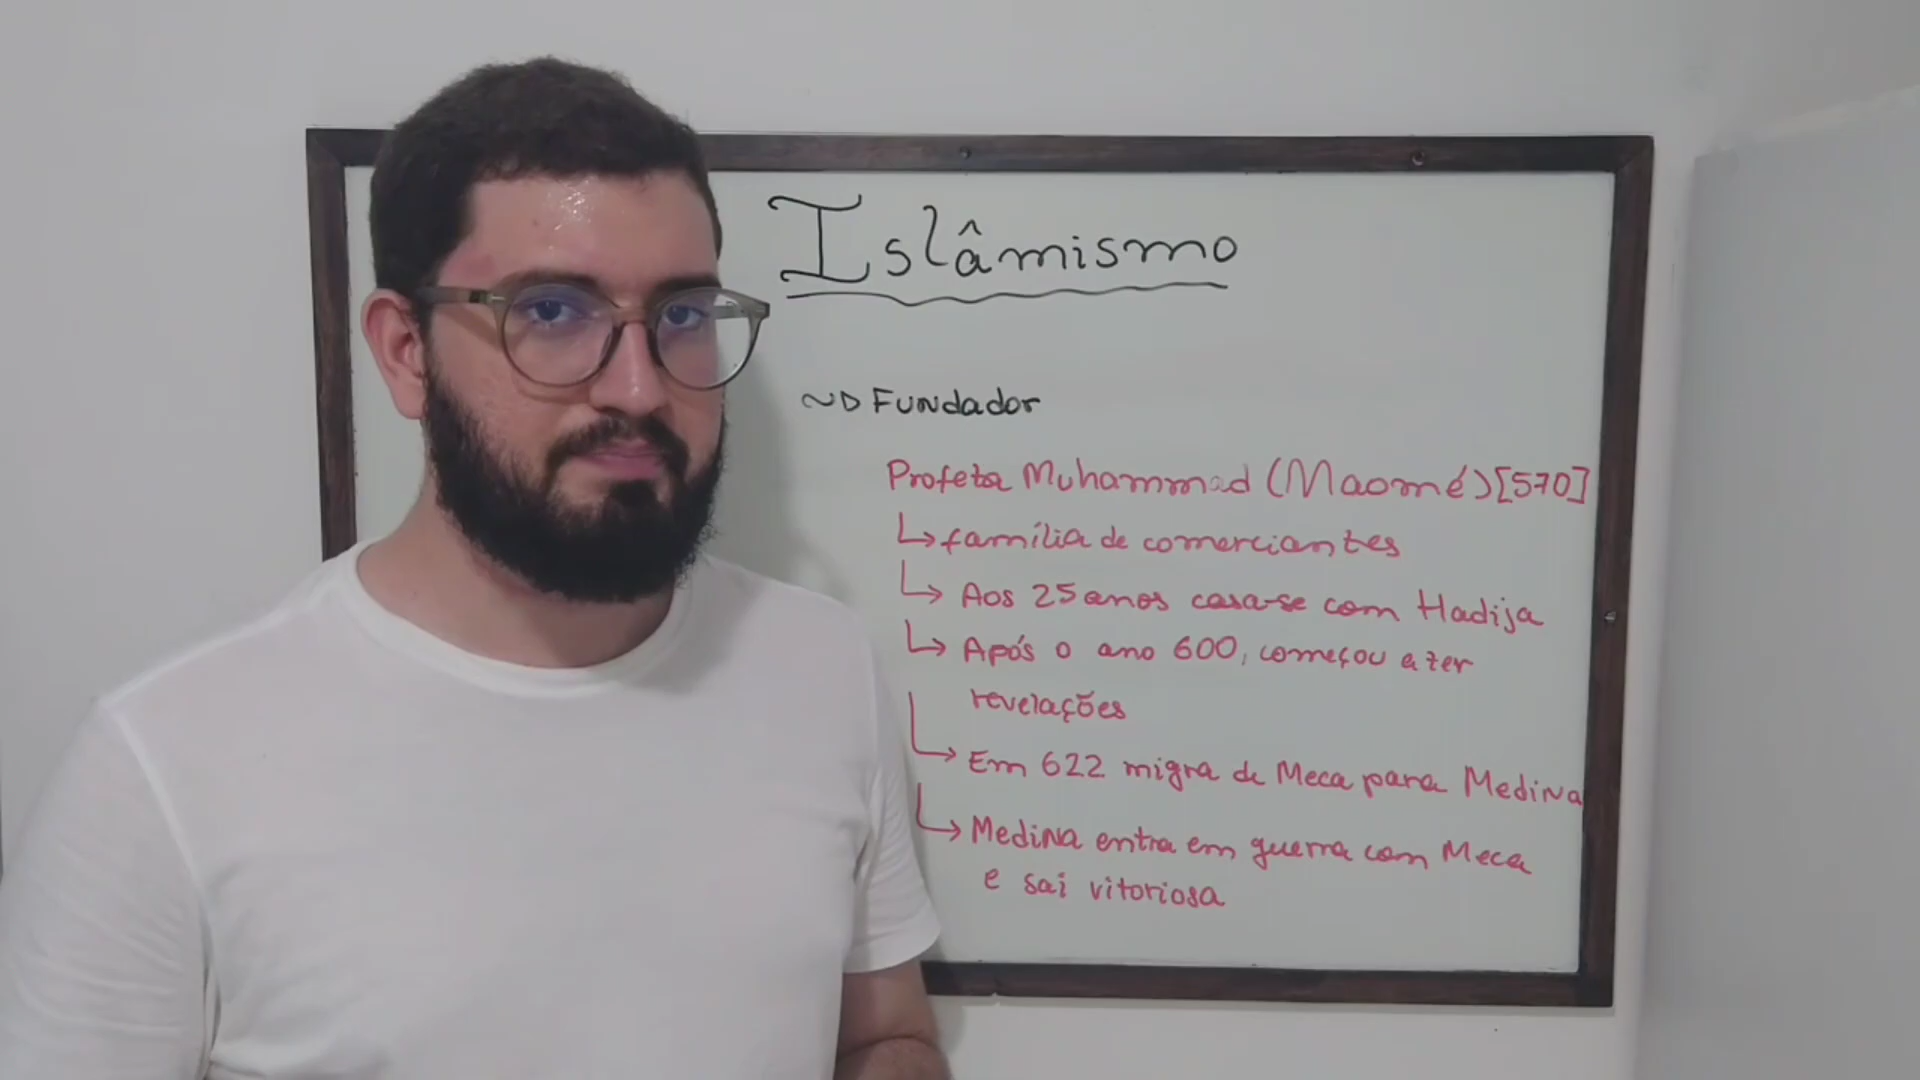 Islâmismo
~D Fundador
Profeta Muhammad (Maomé) [570]
↳ família de comerciantes
↳ Aos 25 anos casa-se com Hadija
↳ Após o ano 600, começou a ter
revelações
↳ Em 622 migra de Meca para Medina
↳ Medina entra em guerra com Meca
e sai vitoriosa